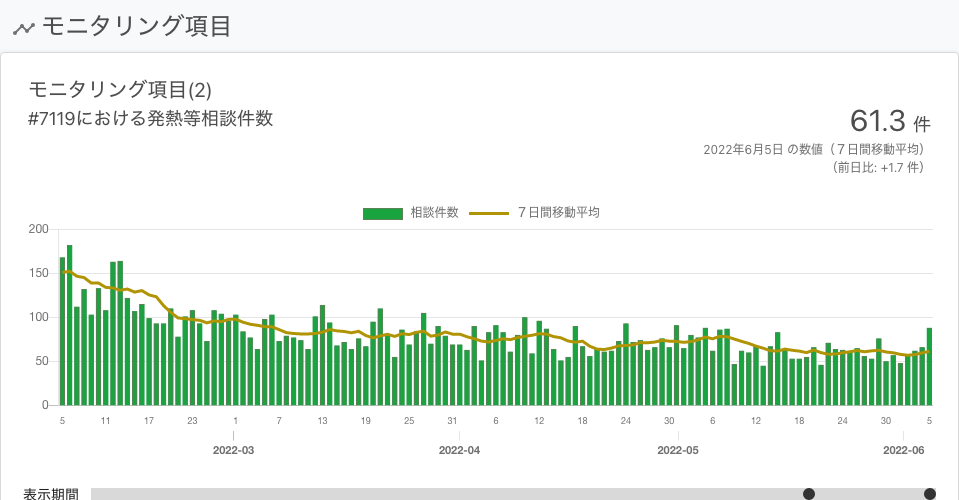 モニタリング項目
モニタリング項目(2)
#7119における発熱等相談件数
61.3 件
2022年6月5日 の数値（７日間移動平均）
（前日比: +1.7 件）
相談件数 ７日間移動平均
200
150
100
50
0
5 11 17 23 1 7 13 19 25 31 6 12 18 24 30 6 12 18 24 30 5
2022-03 2022-04 2022-05 2022-06
表示期間